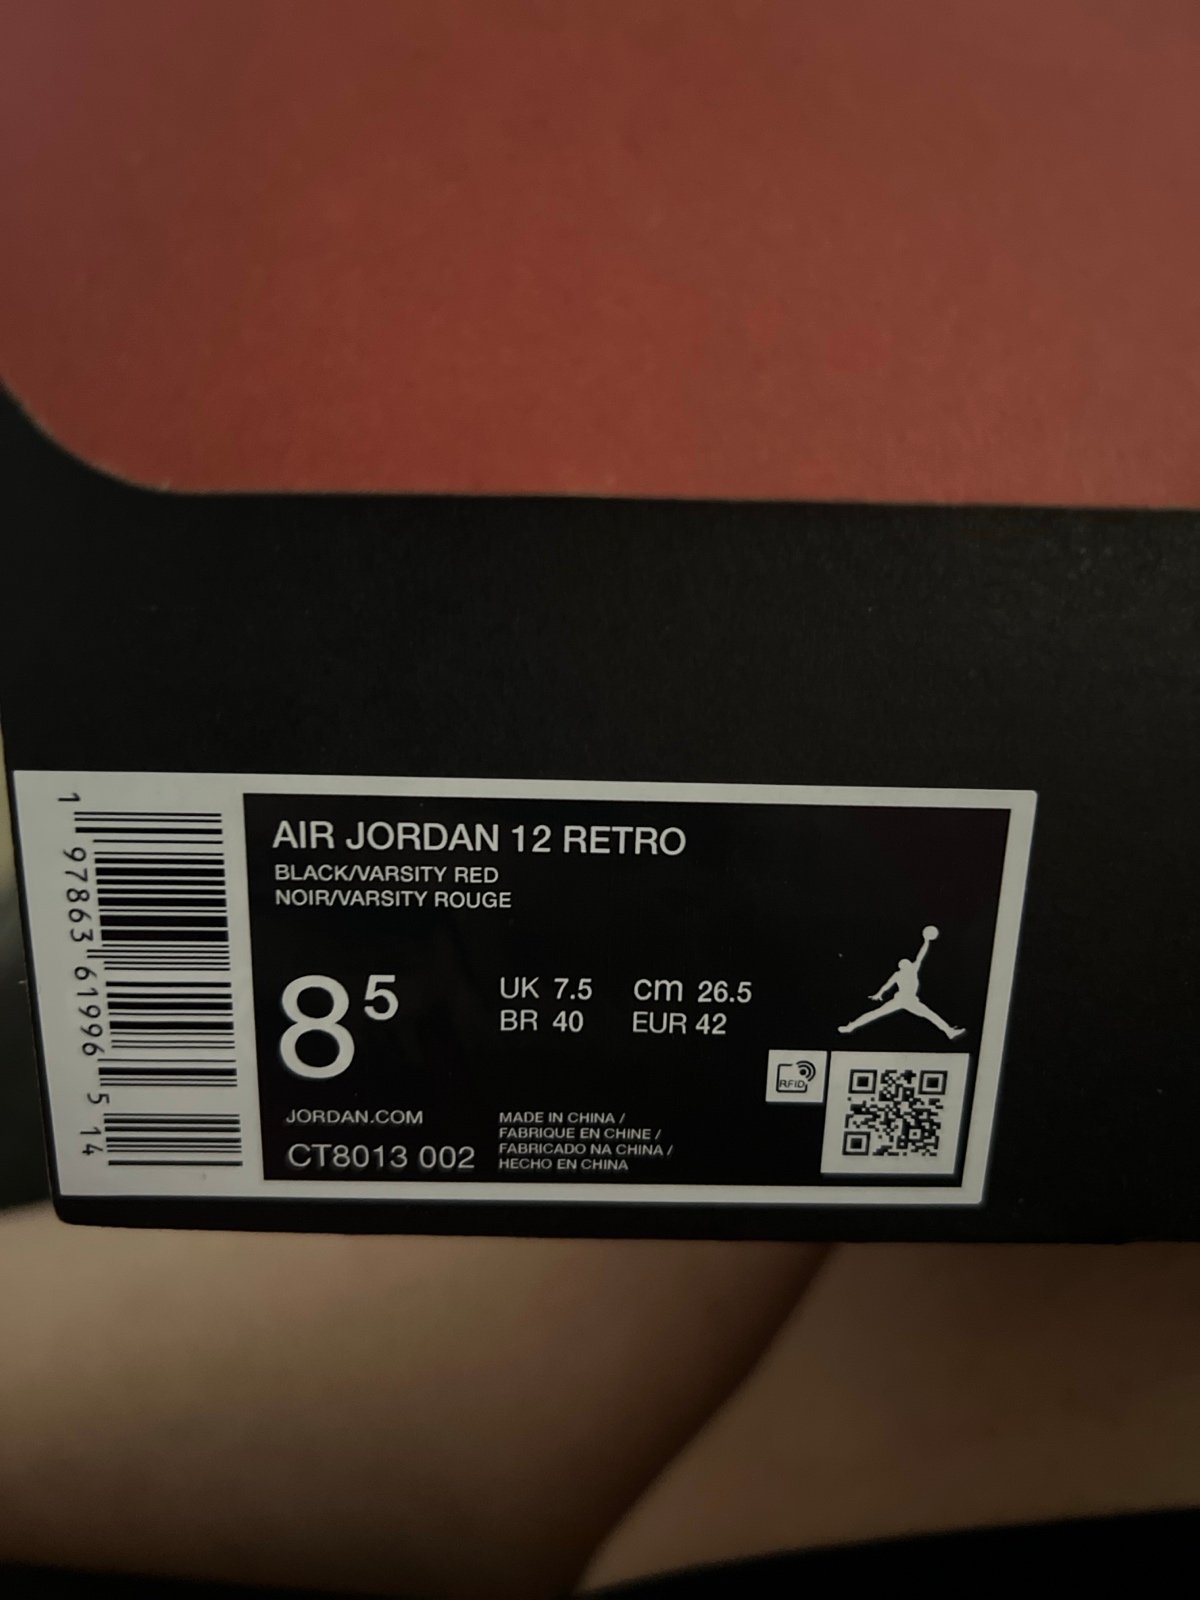 AIR JORDAN 12 RETRO
BLACK/VARSITY RED
NOIR/VARSITY ROUGE
8 5
UK 7.5 cm 26.5
BR 40 EUR 42
RFID
JORDAN.COM
CT8013 002
MADE IN CHINA /
FABRIQUE EN CHINE /
FABRICADO NA CHINA /
HECHO EN CHINA
1 97863 61996 5 14